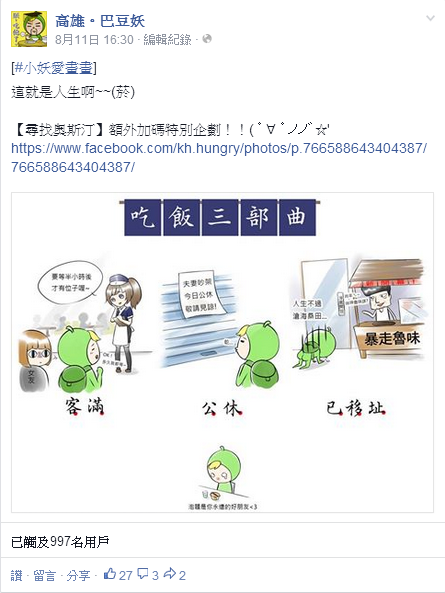 高雄。巴豆妖
8月11日 16:30 · 編輯紀錄 ·
[#小妖愛畫畫]
這就是人生啊~~(菸)
【尋找奧斯汀】額外加碼特別企劃！！(ﾟ∀ﾟノノﾞ☆'
https://www.facebook.com/kh.hungry/photos/p.766588643404387/
766588643404387/
吃飯三部曲
要等半小時後
才有位子喔~
女友
客滿
夫妻吵架
今日公休
敬請見諒!
公休
人生不過
滄海桑田...
暴走魯味
已移址
泡麵是你永遠的好朋友<3
已觸及997名用戶
讚 · 留言 · 分享 · 27 3 2